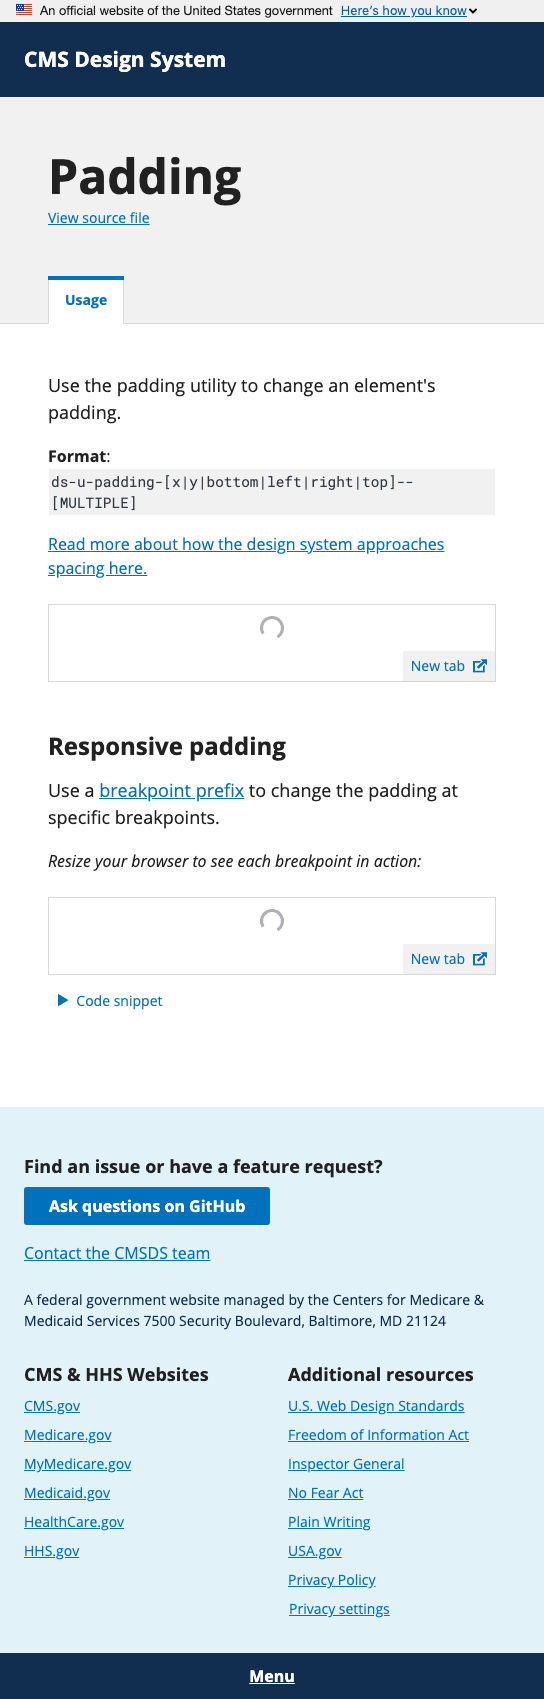 An official website of the United States government Here's how you know
CMS Design System
Padding
View source file
Usage
Use the padding utility to change an element's
padding.
Format:
ds-u-padding-[x|y|bottom|left|right|top]--
[MULTIPLE]
Read more about how the design system approaches
spacing here.
New tab
Responsive padding
Use a breakpoint prefix to change the padding at
specific breakpoints.
Resize your browser to see each breakpoint in action:
New tab
Code snippet
Find an issue or have a feature request?
Ask questions on GitHub
Contact the CMSDS team
A federal government website managed by the Centers for Medicare &
Medicaid Services 7500 Security Boulevard, Baltimore, MD 21124
CMS & HHS Websites
CMS.gov
Medicare.gov
MyMedicare.gov
Medicaid.gov
HealthCare.gov
HHS.gov
Additional resources
U.S. Web Design Standards
Freedom of Information Act
Inspector General
No Fear Act
Plain Writing
USA.gov
Privacy Policy
Privacy settings
Menu